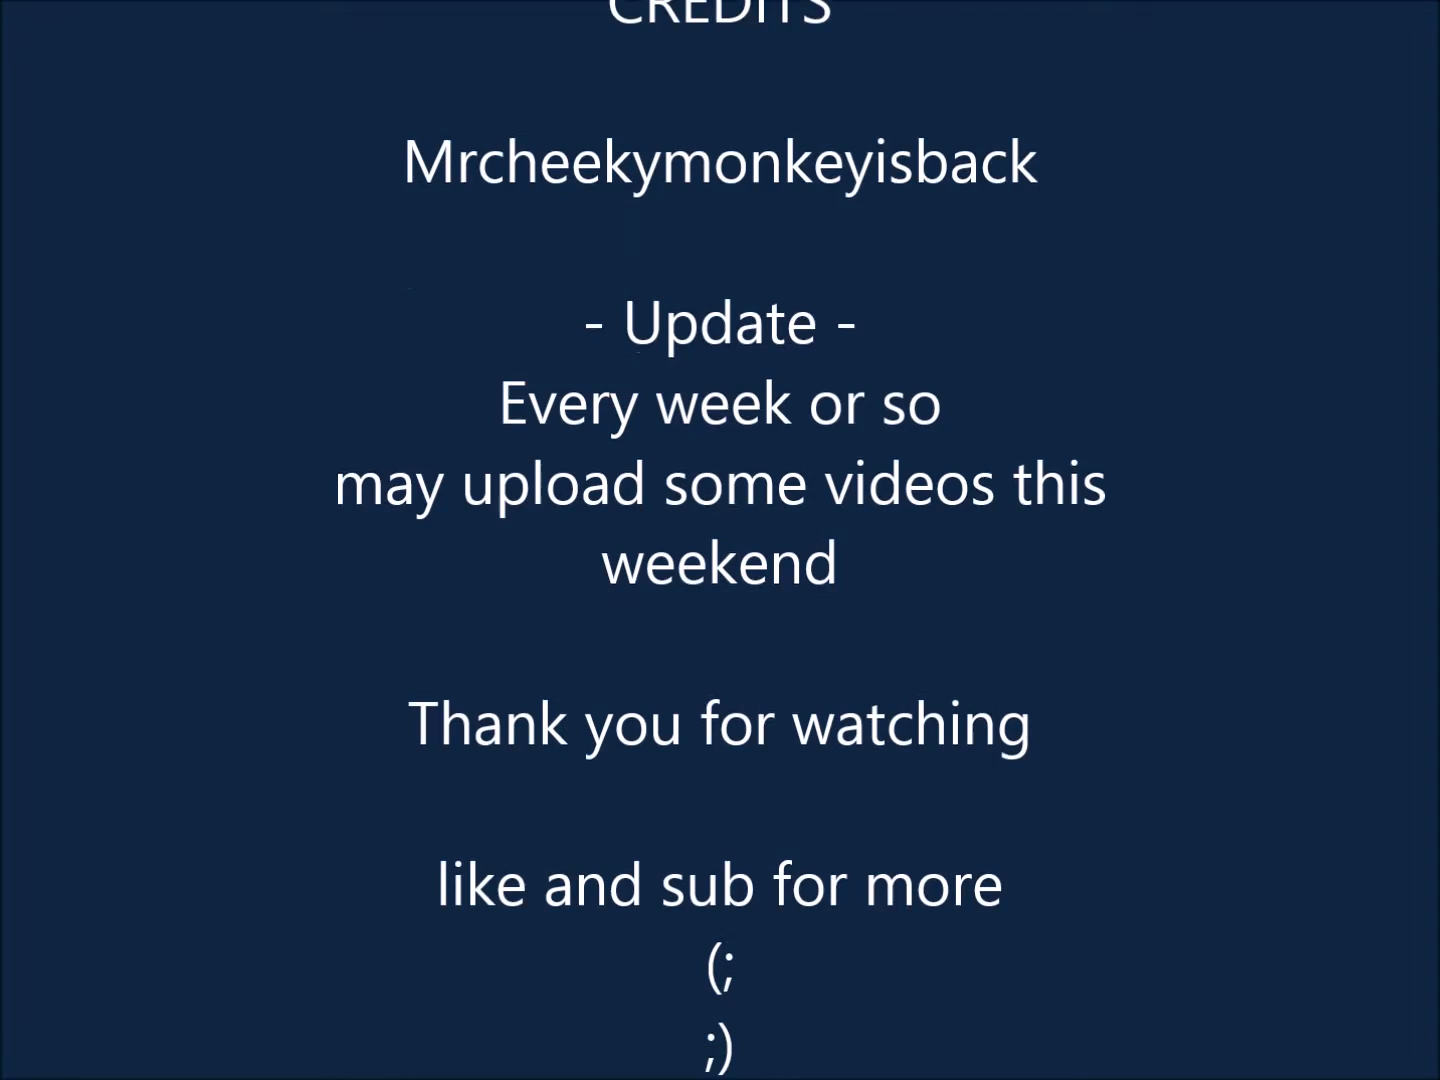 CREDITS
Mrcheekymonkeyisback
- Update -
Every week or so
may upload some videos this
weekend
Thank you for watching
like and sub for more
(;
;)